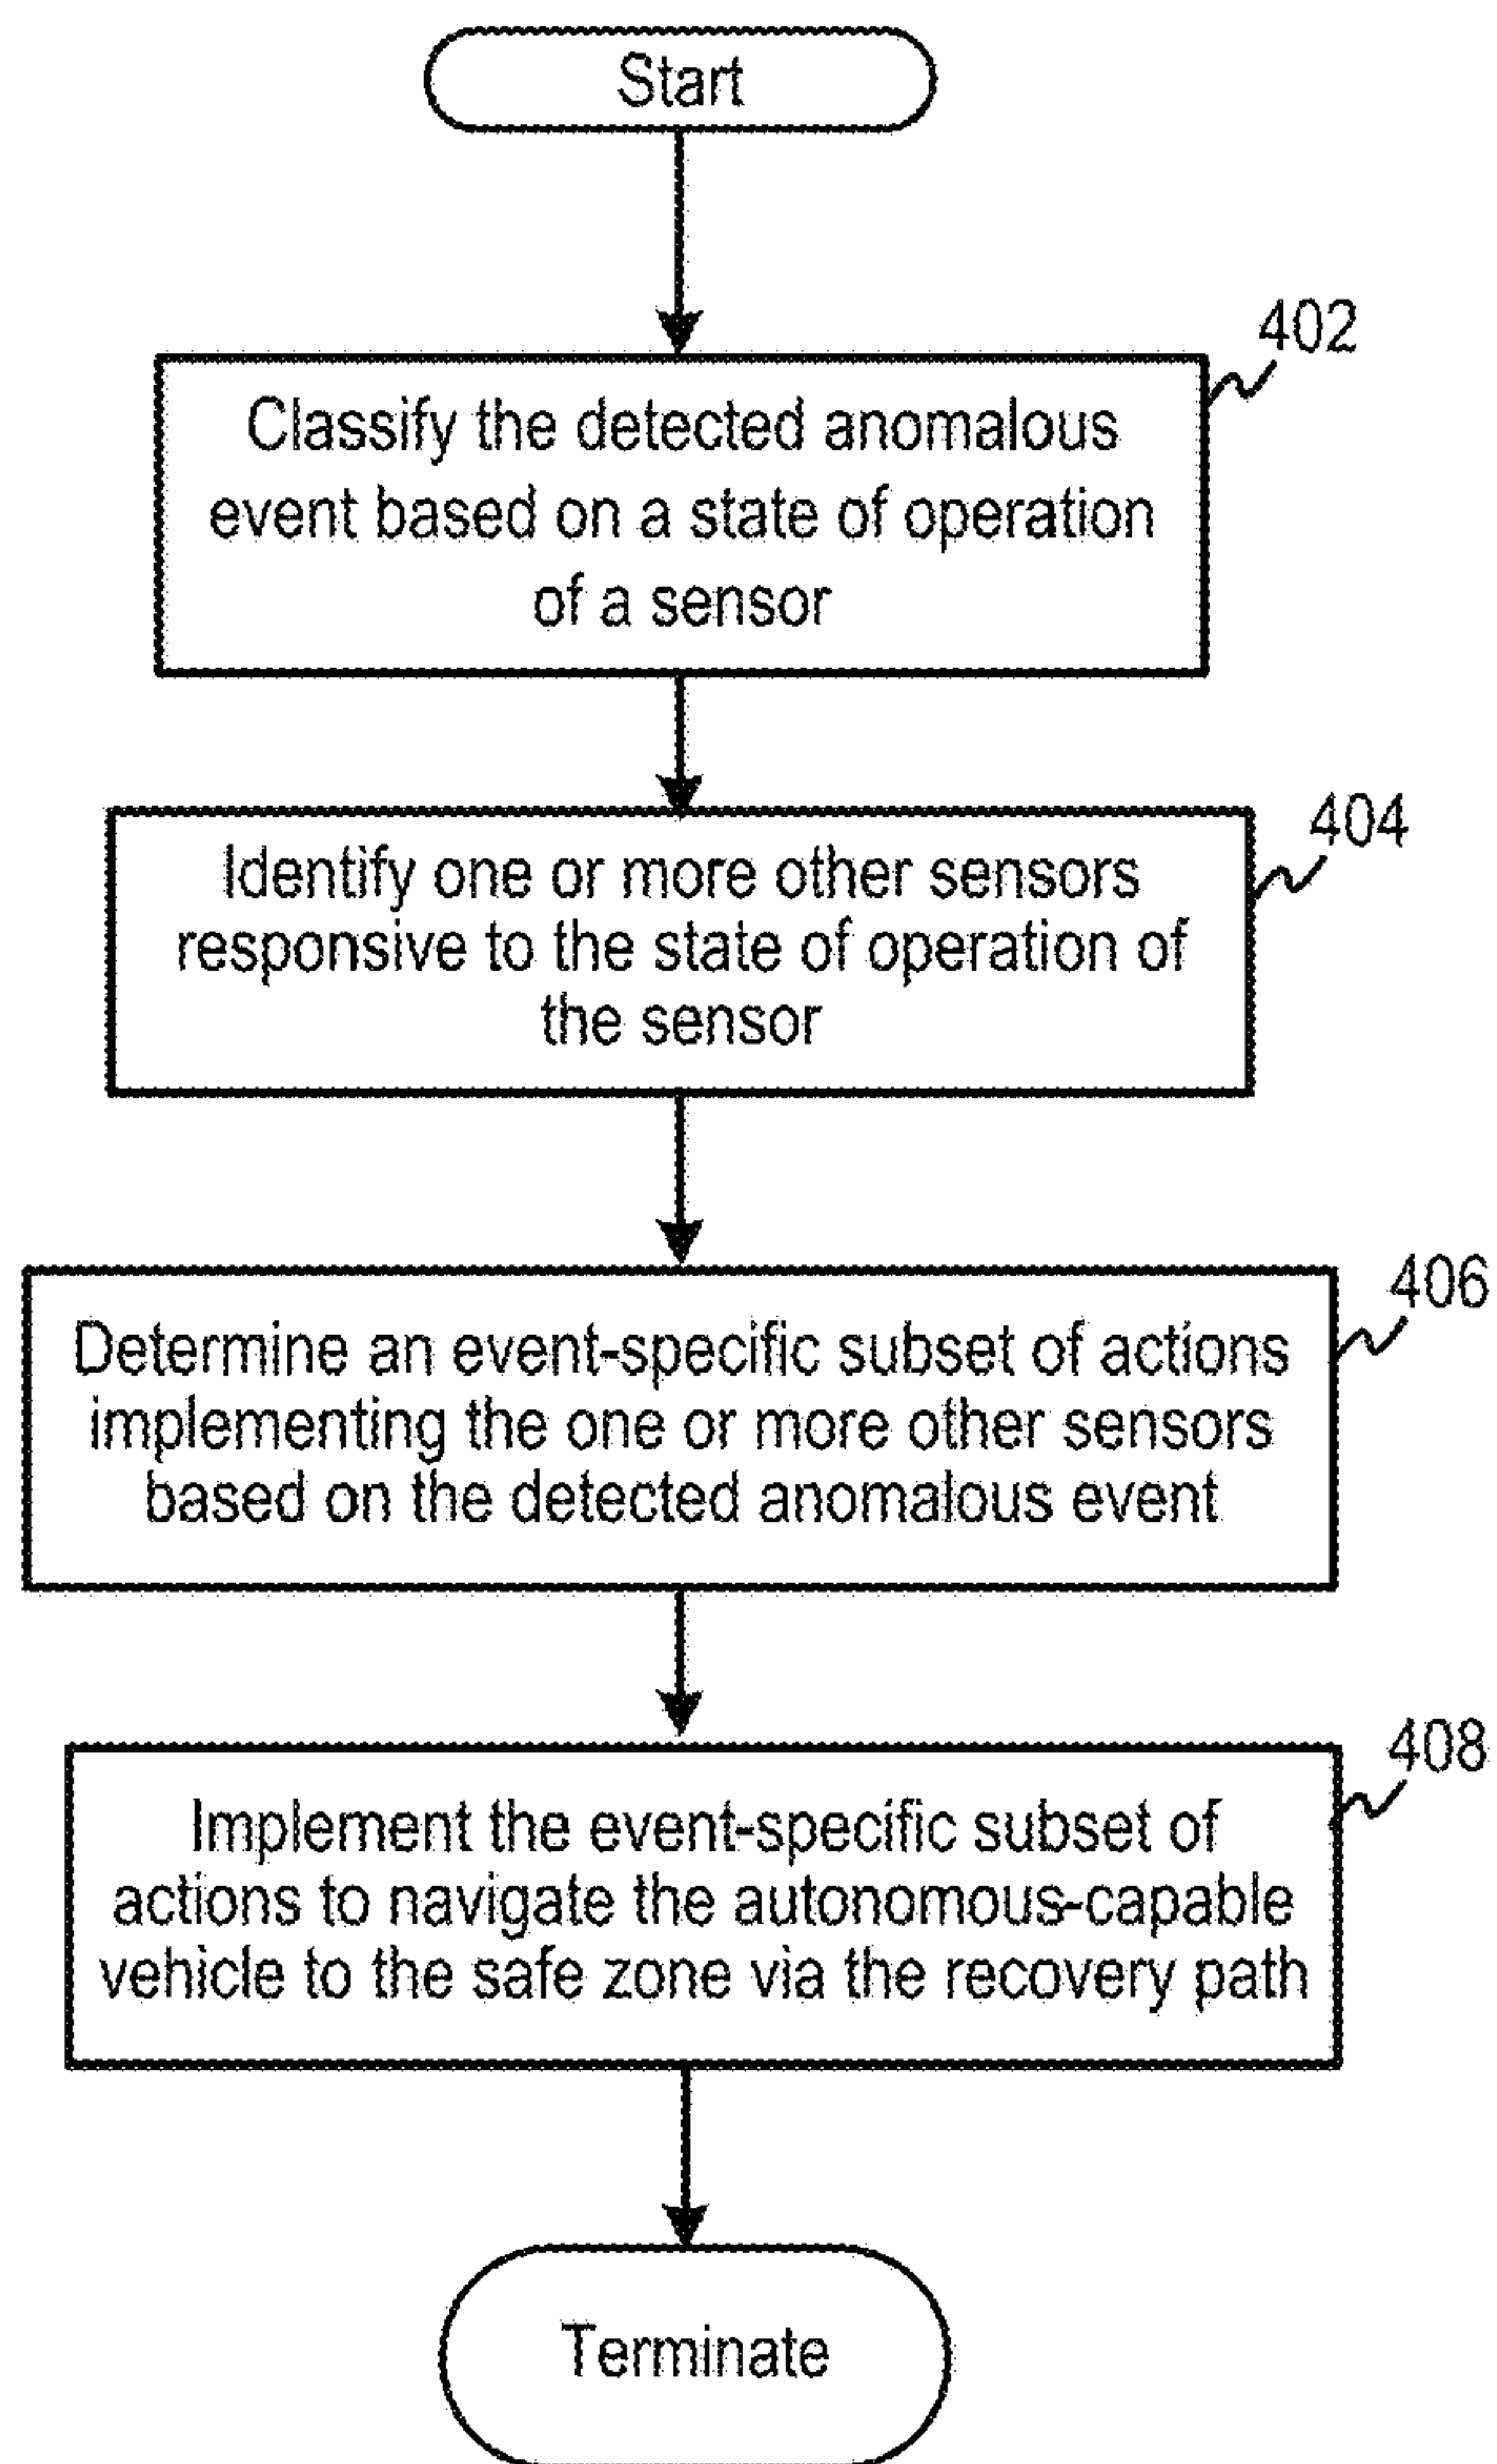 Start
402
Classify the detected anomalous
event based on a state of operation
of a sensor
404
Identify one or more other sensors
responsive to the state of operation of
the sensor
406
Determine an event-specific subset of actions
implementing the one or more other sensors
based on the detected anomalous event
408
Implement the event-specific subset of
actions to navigate the autonomous-capable
vehicle to the safe zone via the recovery path
Terminate